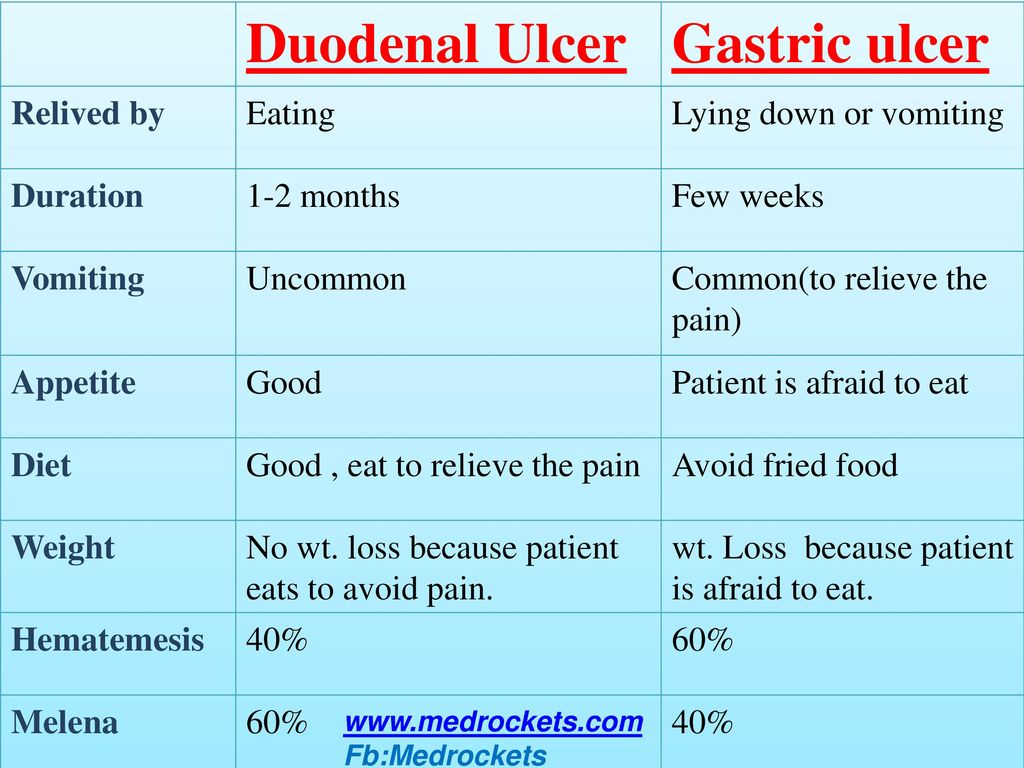 Duodenal Ulcer Gastric ulcer
Relived by Eating Lying down or vomiting
Duration 1-2 months Few weeks
Vomiting Uncommon Common(to relieve the
pain)
Appetite Good Patient is afraid to eat
Diet Good , eat to relieve the pain Avoid fried food
Weight No wt. loss because patient wt. Loss because patient
eats to avoid pain. is afraid to eat.
Hematemesis 40% 60%
Melena 60% www.medrockets.com 40%
Fb:Medrockets